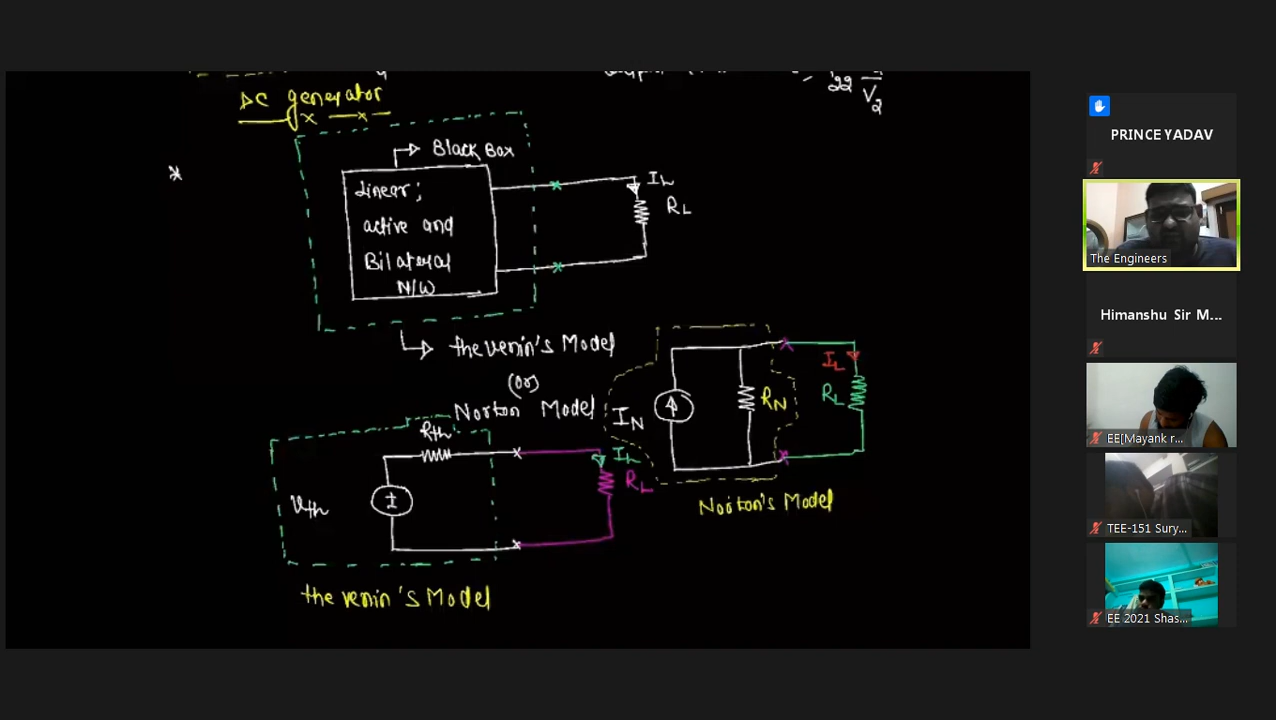 DC generator
V2
Black Box
*
Linear;
active and
Bilateral
N/W
IL
RL
thevenin's Model
(or)
Norton Model
IN
RN
IL
RL
Norton's Model
Rth
Vth
IL
RL
thevenin's Model
PRINCE YADAV
The Engineers
Himanshu Sir M...
EE[Mayank r...
TEE-151 Sury...
EE 2021 Shas...